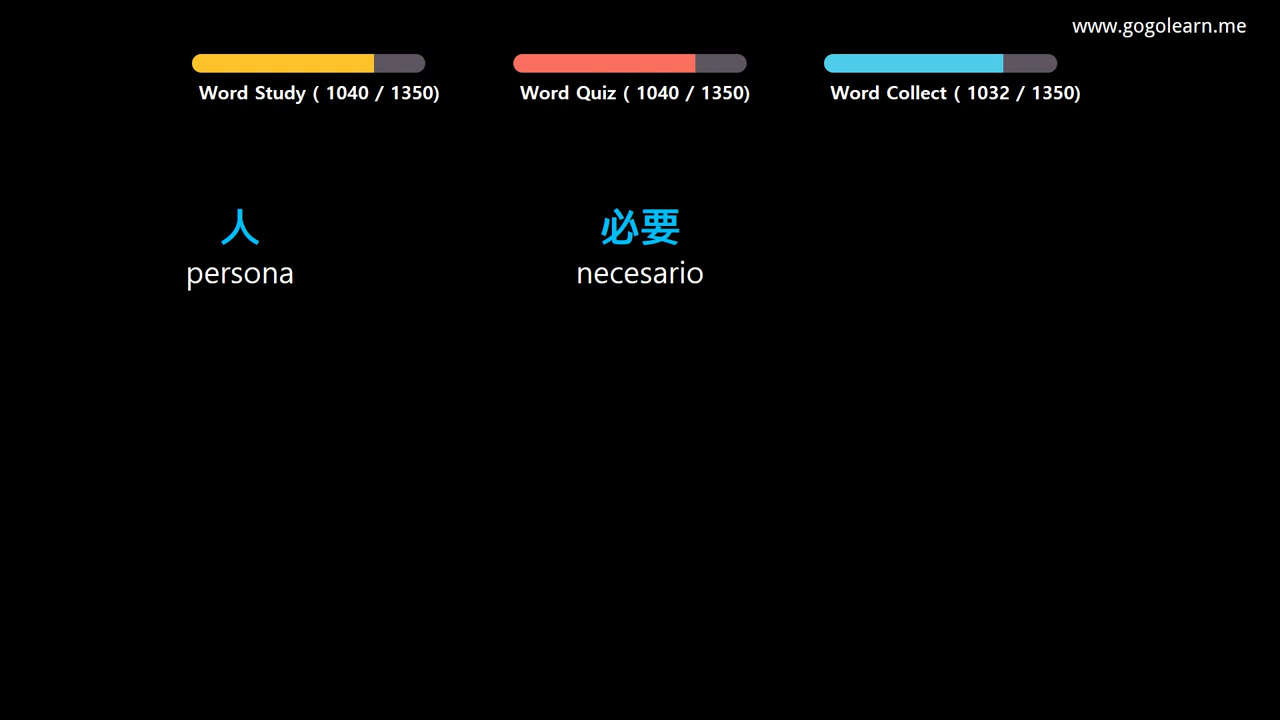 www.gogolearn.me
Word Study ( 1040 / 1350)
Word Quiz ( 1040 / 1350)
Word Collect ( 1032 / 1350)
人
persona
必要
necesario